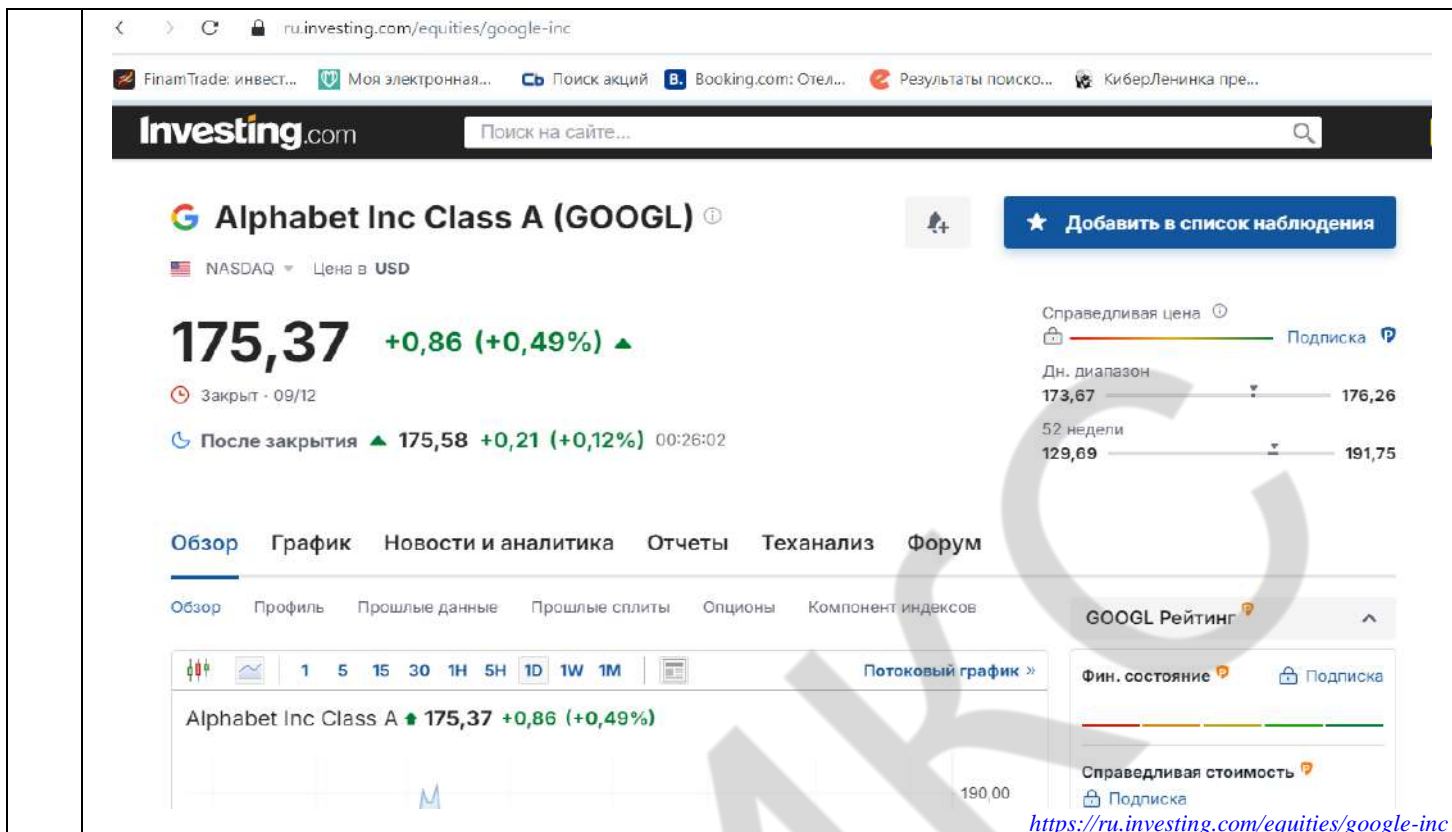 ru.investing.com/equities/google-inc
FinamTrade: инвест... Моя электронная... Сb Поиск акций B. Booking.com: Отел... Результаты поиско... КиберЛенинка пре...
Investing.com Поиск на сайте...
Alphabet Inc Class A (GOOGL)
Добавить в список наблюдения
NASDAQ Цена в USD
175,37 +0,86 (+0,49%)
Справедливая цена
Подписка
Дн. диапазон
173,67 176,26
Закрыт · 09/12
52 недели
129,69 191,75
После закрытия 175,58 +0,21 (+0,12%) 00:26:02
Обзор График Новости и аналитика Отчеты Теханализ Форум
Обзор Профиль Прошлые данные Прошлые сплиты Опционы Компонент индексов
GOOGL Рейтинг
1 5 15 30 1H 5H 1D 1W 1M Потоковый график »
Фин. состояние Подписка
Alphabet Inc Class A 175,37 +0,86 (+0,49%)
Справедливая стоимость
190,00
Подписка
https://ru.investing.com/equities/google-inc
МКС